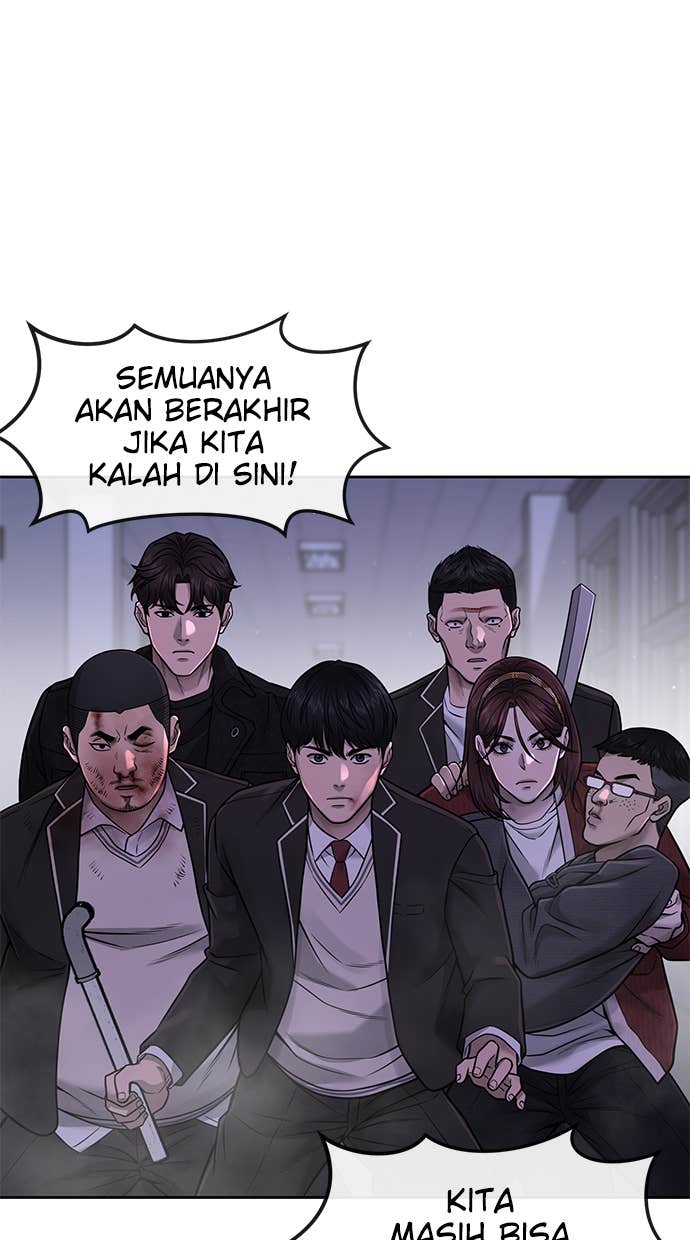 SEMUANYA
AKAN BERAKHIR
JIKA KITA
KALAH DI SINI!
KITA
MASIH BISA